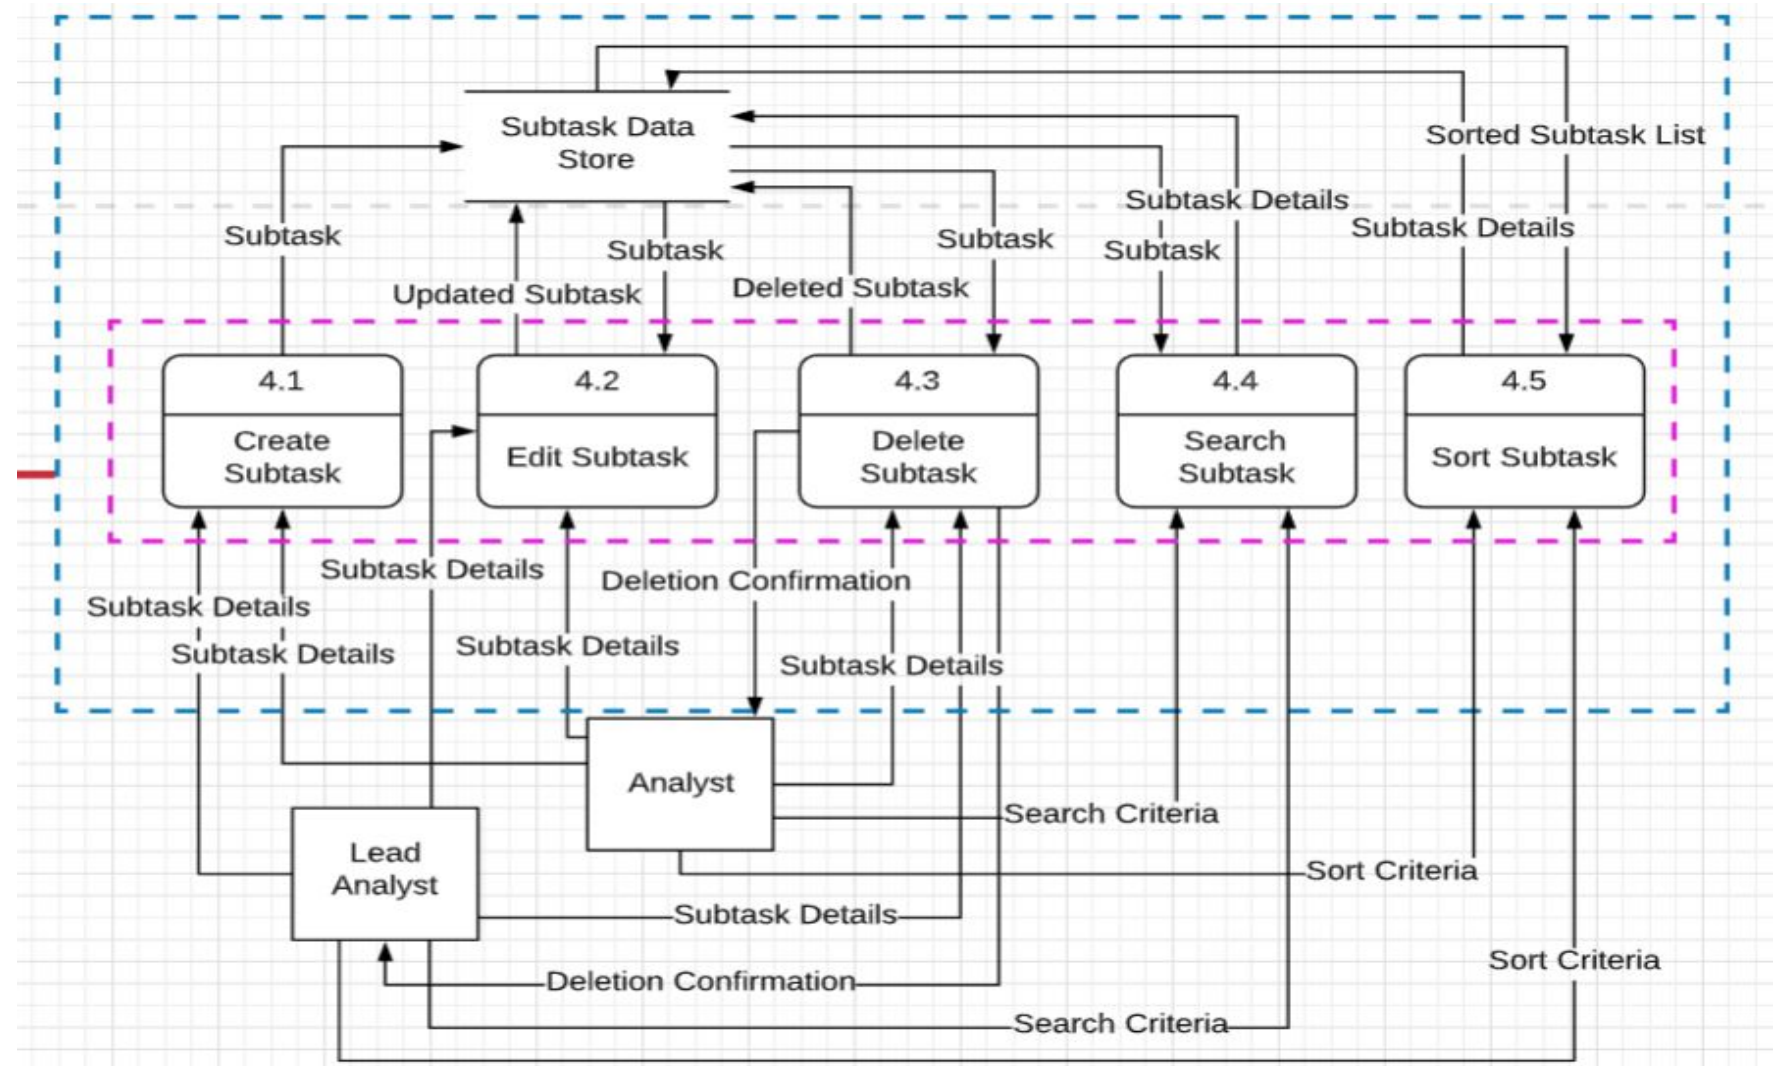 Subtask Data
Store
Sorted Subtask List
Subtask Details
Subtask Details
Subtask
Subtask
Subtask
Subtask
Updated Subtask
Deleted Subtask
4.1
Create
Subtask
4.2
Edit Subtask
4.3
Delete
Subtask
4.4
Search
Subtask
4.5
Sort Subtask
Subtask Details
Deletion Confirmation
Subtask Details
Subtask Details
Subtask Details
Subtask Details
Analyst
Search Criteria
Lead
Analyst
Sort Criteria
Subtask Details
Sort Criteria
Deletion Confirmation
Search Criteria